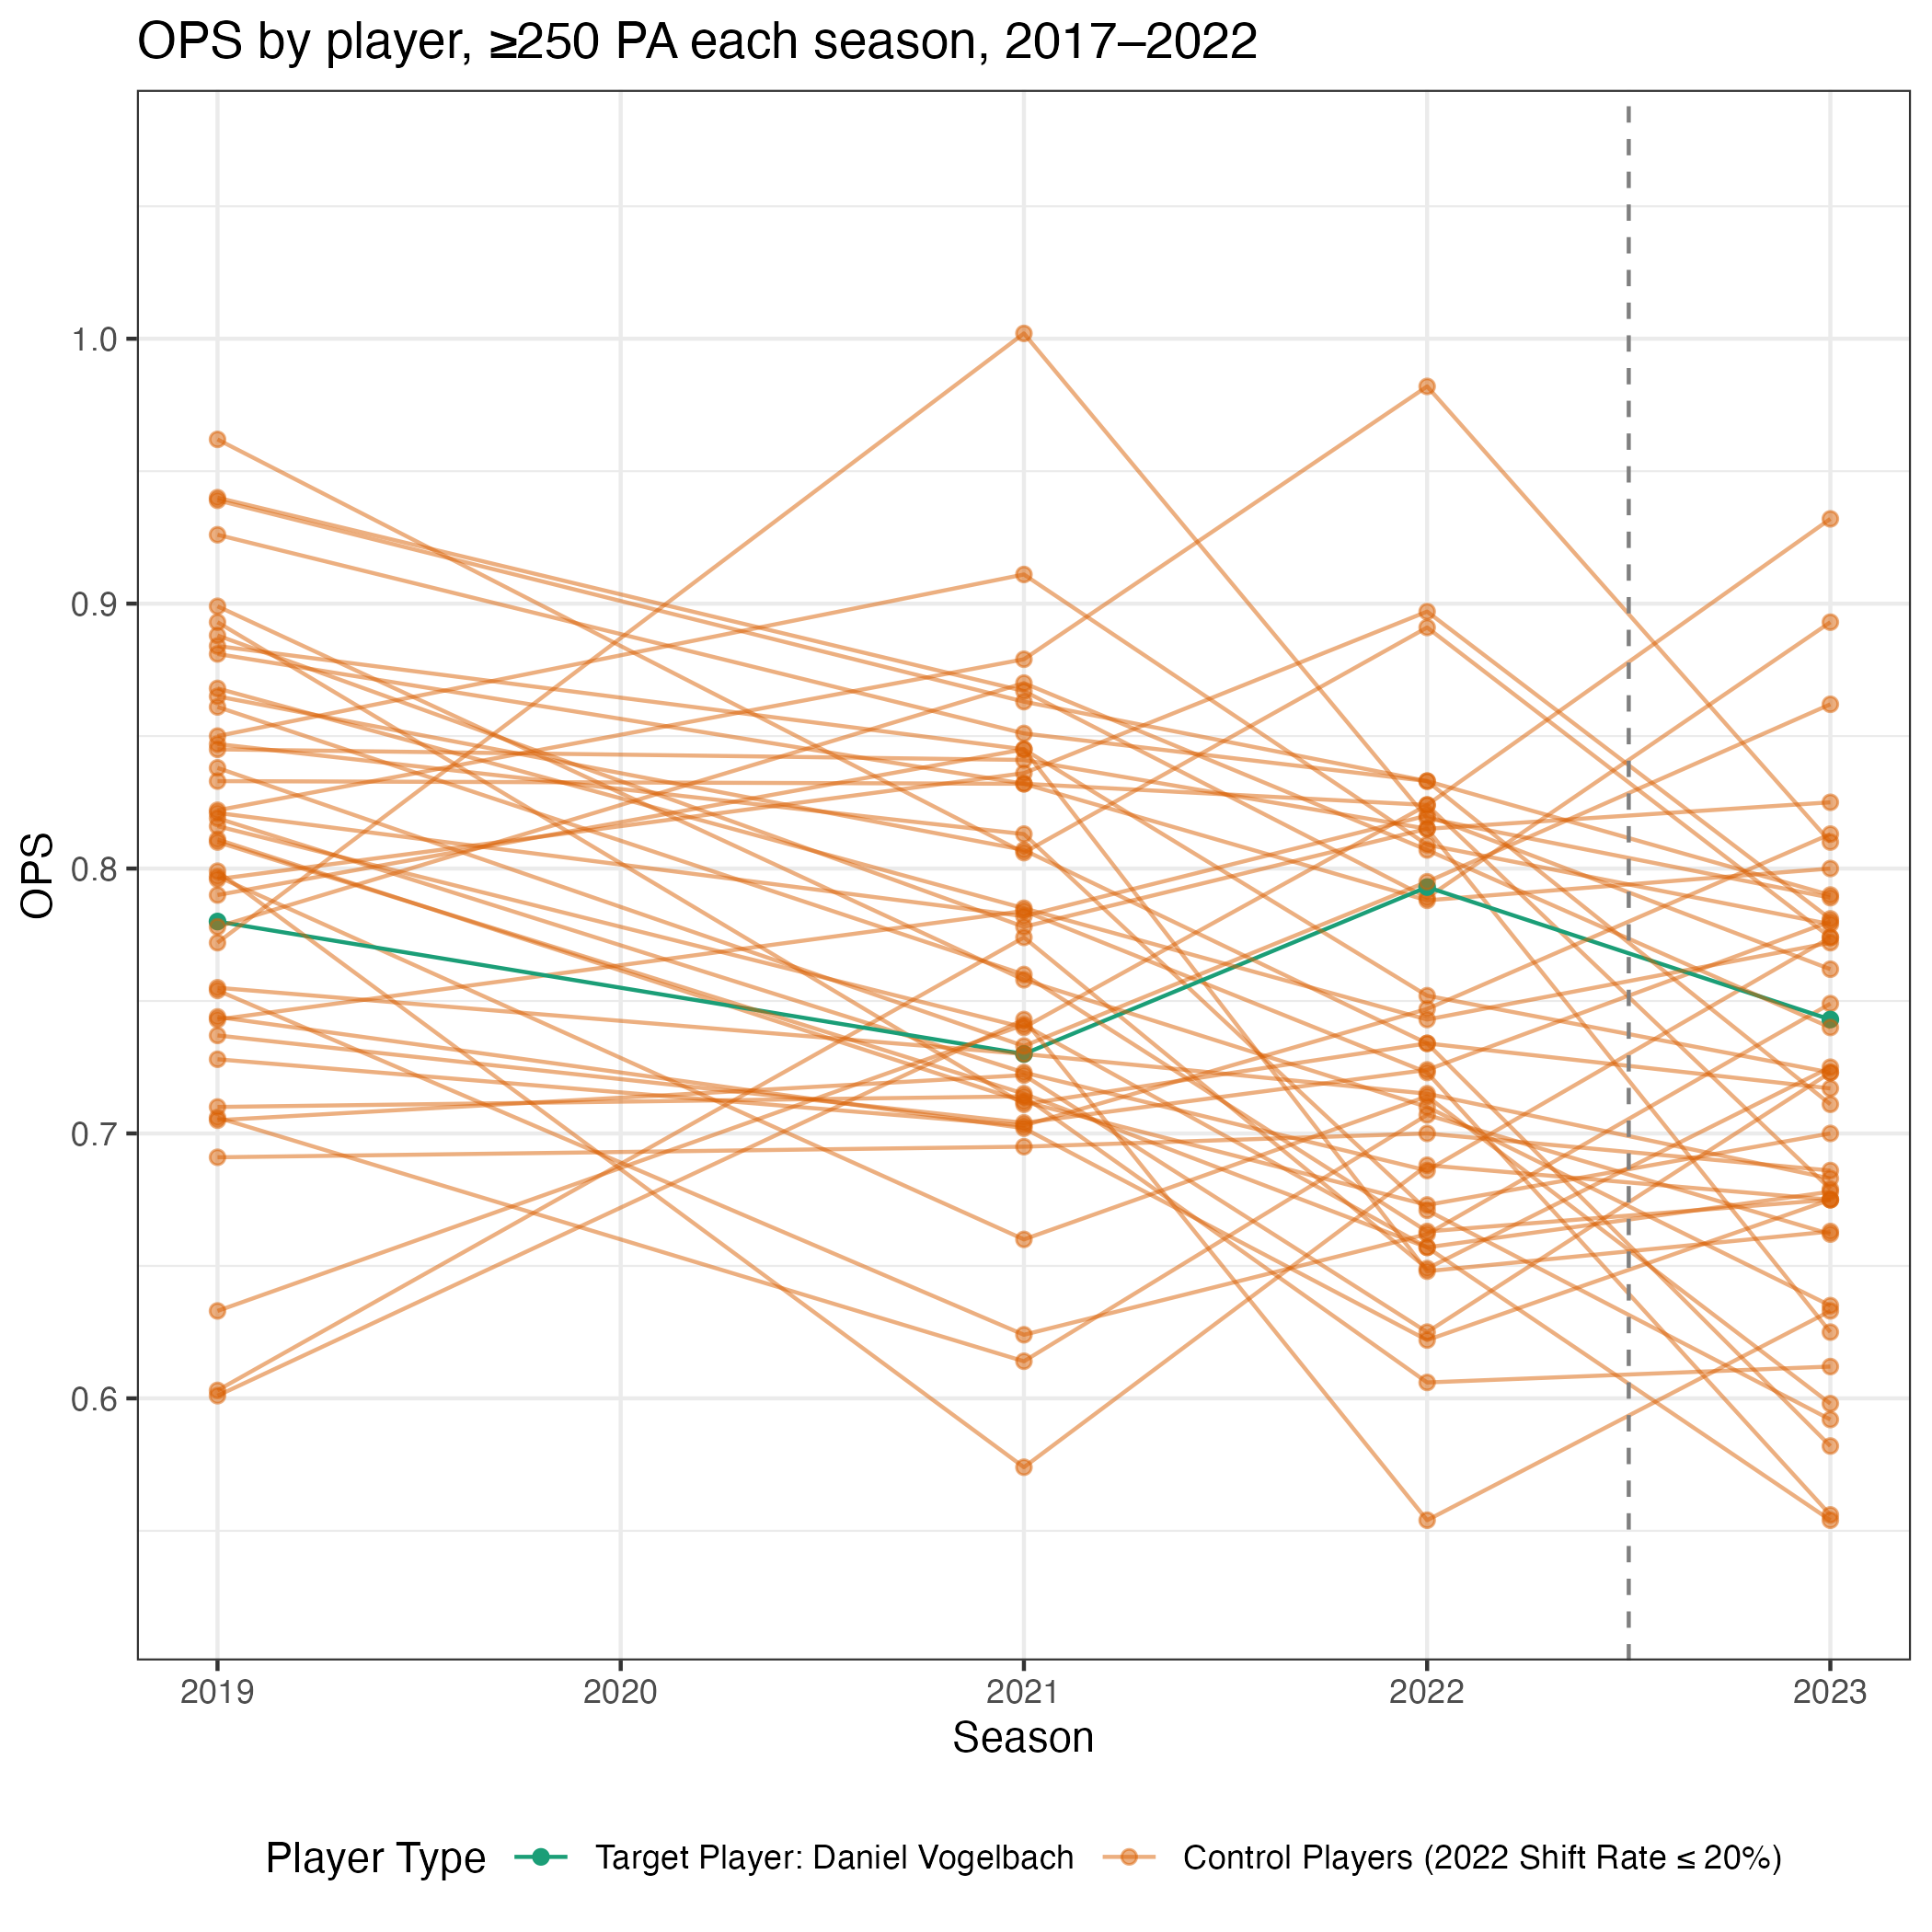 OPS by player, ≥250 PA each season, 2017–2022
OPS
1.0
0.9
0.8
0.7
0.6
2019 2020 2021 2022 2023
Season
Player Type Target Player: Daniel Vogelbach Control Players (2022 Shift Rate ≤ 20%)